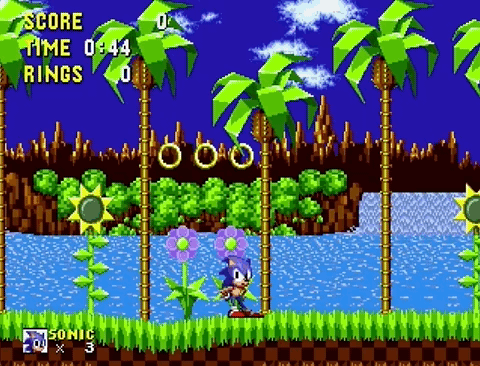 SCORE 0
TIME 0:44
RINGS 0
SONIC
× 3